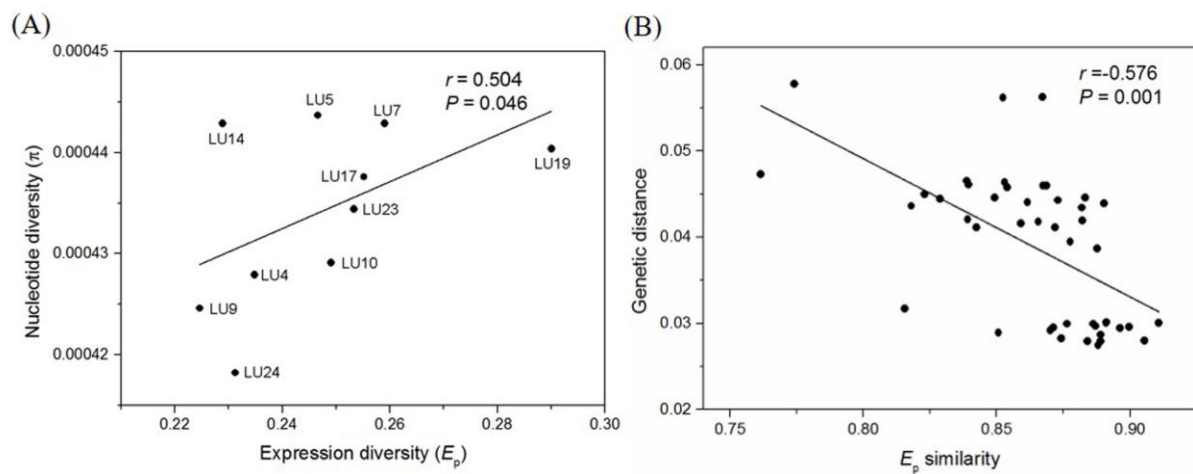 (A)
0.00045
0.00044
0.00043
0.00042
Nucleotide diversity (π)
r = 0.504
P = 0.046
LU5
LU7
LU14
LU19
LU17
LU23
LU10
LU4
LU9
LU24
0.22 0.24 0.26 0.28 0.30
Expression diversity (Ep)
(B)
0.06
0.05
0.04
0.03
0.02
Genetic distance
r =-0.576
P = 0.001
0.75 0.80 0.85 0.90
Ep similarity